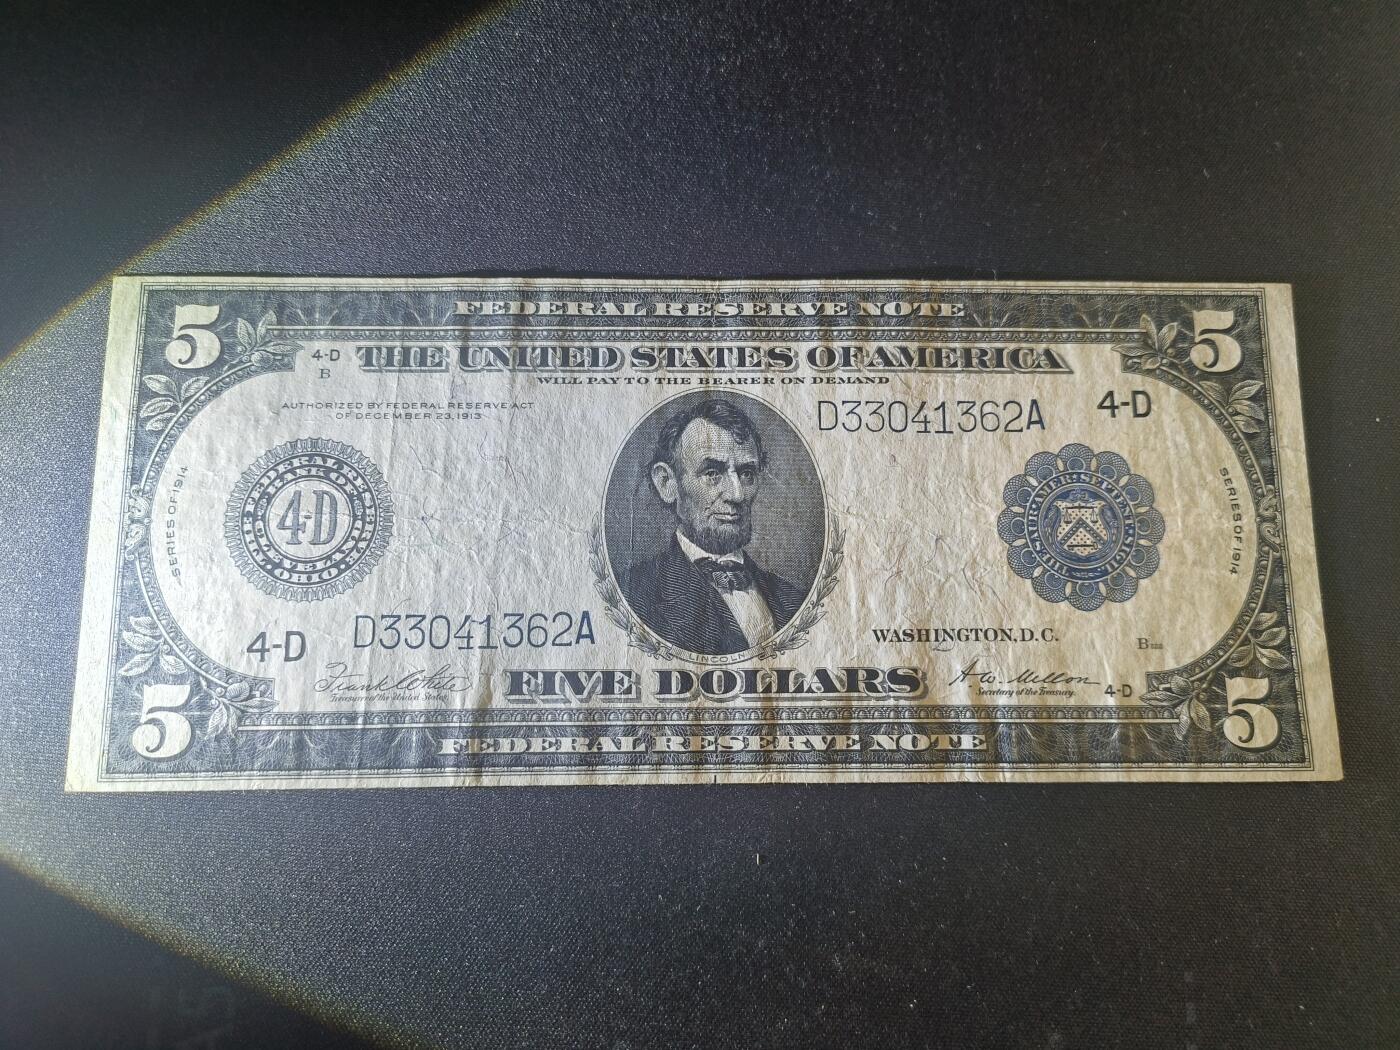 FEDERAL RESERVE NOTE
5
5
4-D
THE UNITED STATES OF AMERICA
B
WILL PAY TO THE BEARER ON DEMAND
AUTHORIZED BY FEDERAL RESERVE ACT
OF DECEMBER 23, 1913
D33041362A
4-D
SERIES OF 1914
4-D
SERIES OF 1914
D33041362A
4-D
LINCOLN
WASHINGTON, D.C.
B
Frank White
Treasurer of the United States.
FIVE DOLLARS
A.W. Mellon
Secretary of the Treasury.
4-D
5
5
FEDERAL RESERVE NOTE